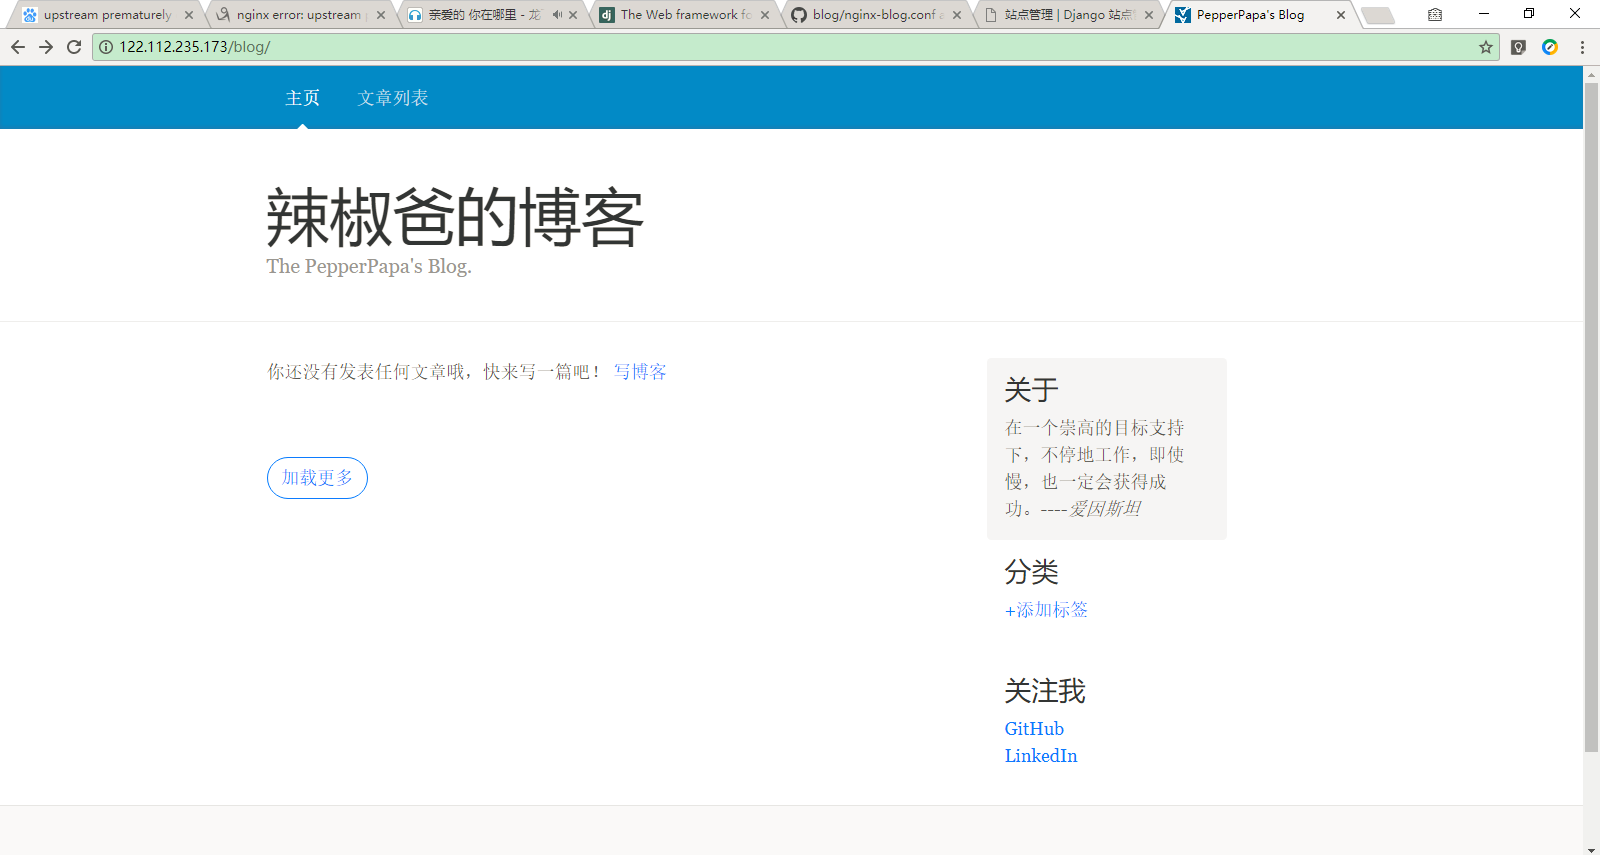 upstream prematurely
nginx error: upstream
亲爱的 你在哪里 - 龙
The Web framework fo
blog/nginx-blog.conf
站点管理 | Django 站点
PepperPapa's Blog
122.112.235.173/blog/
主页
文章列表
辣椒爸的博客
The PepperPapa's Blog.
你还没有发表任何文章哦，快来写一篇吧！ 写博客
加载更多
关于
在一个崇高的目标支持
下，不停地工作，即使
慢，也一定会获得成
功。----爱因斯坦
分类
+添加标签
关注我
GitHub
LinkedIn